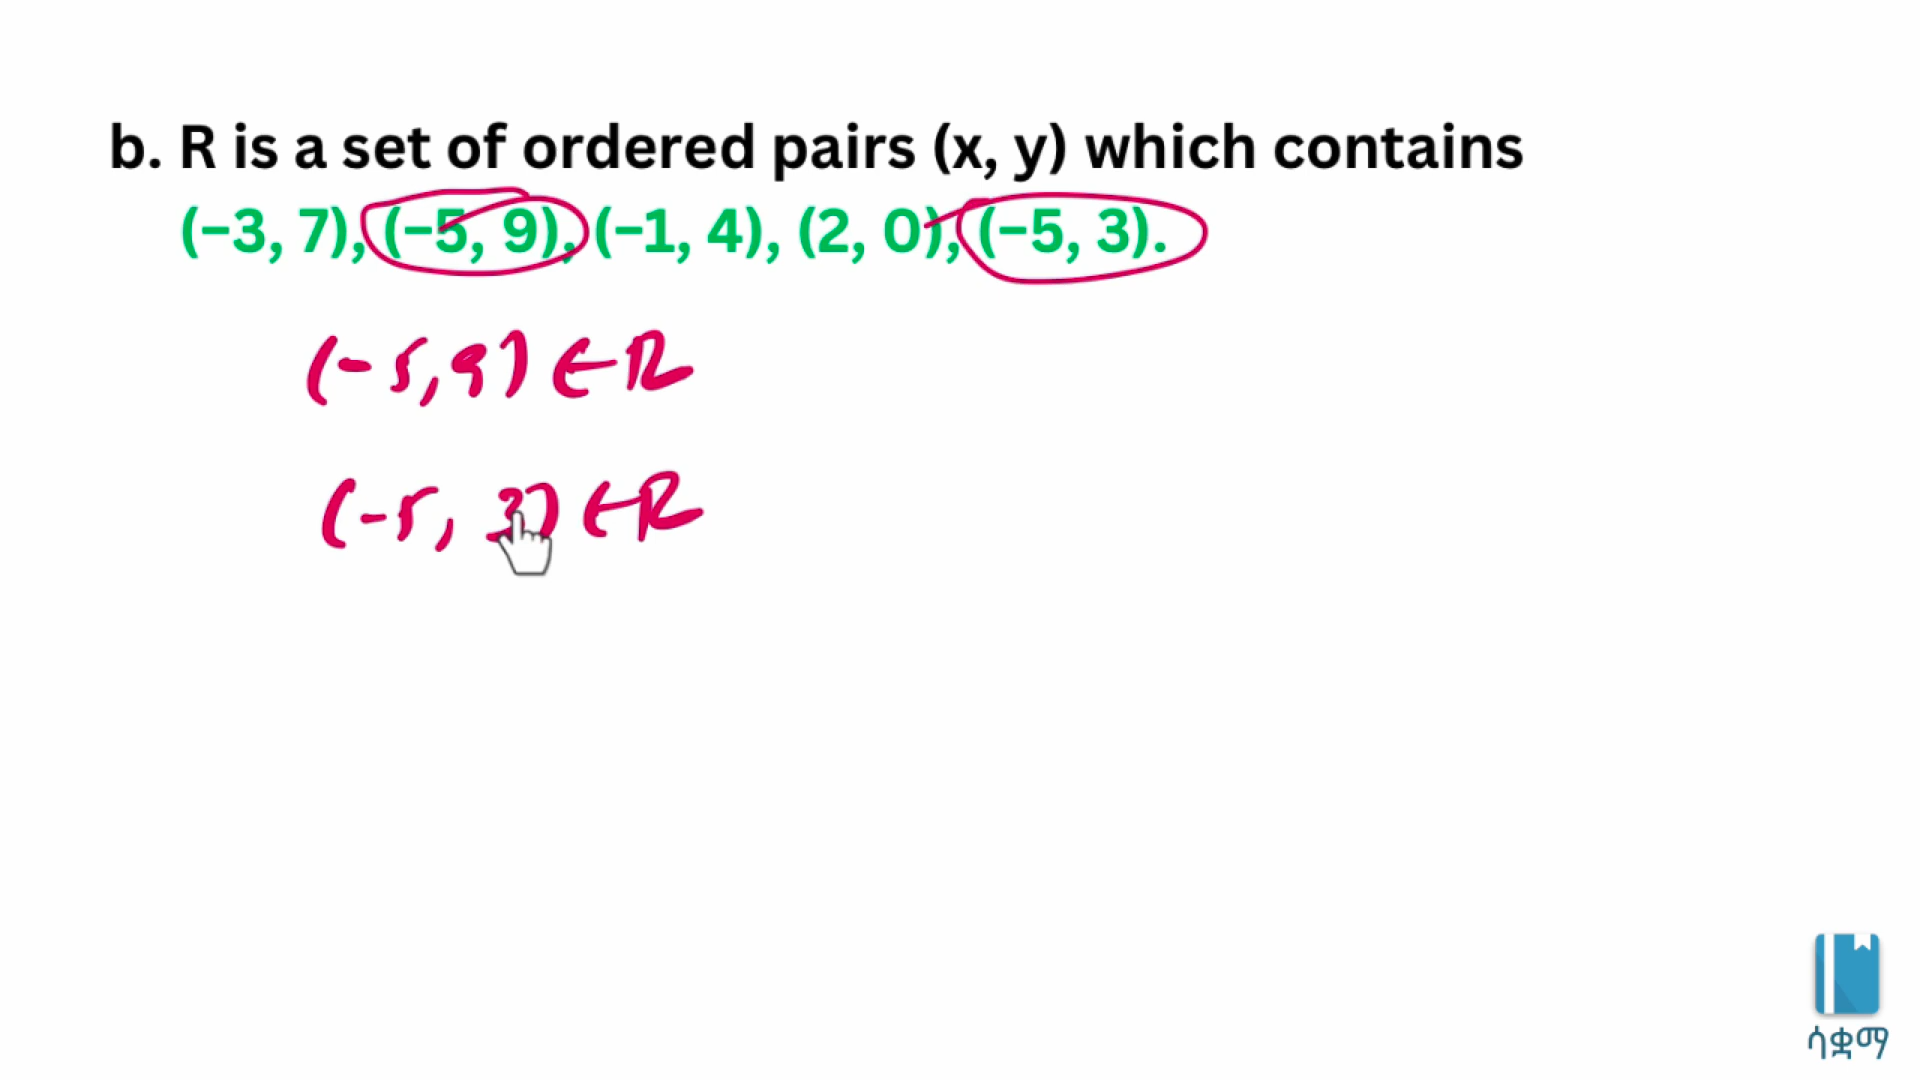 b. R is a set of ordered pairs (x, y) which contains
(−3, 7), (−5, 9), (−1, 4), (2, 0), (−5, 3).
(-5,9) ∈ R
(-5, 3) ∈ R
ሳቋማ